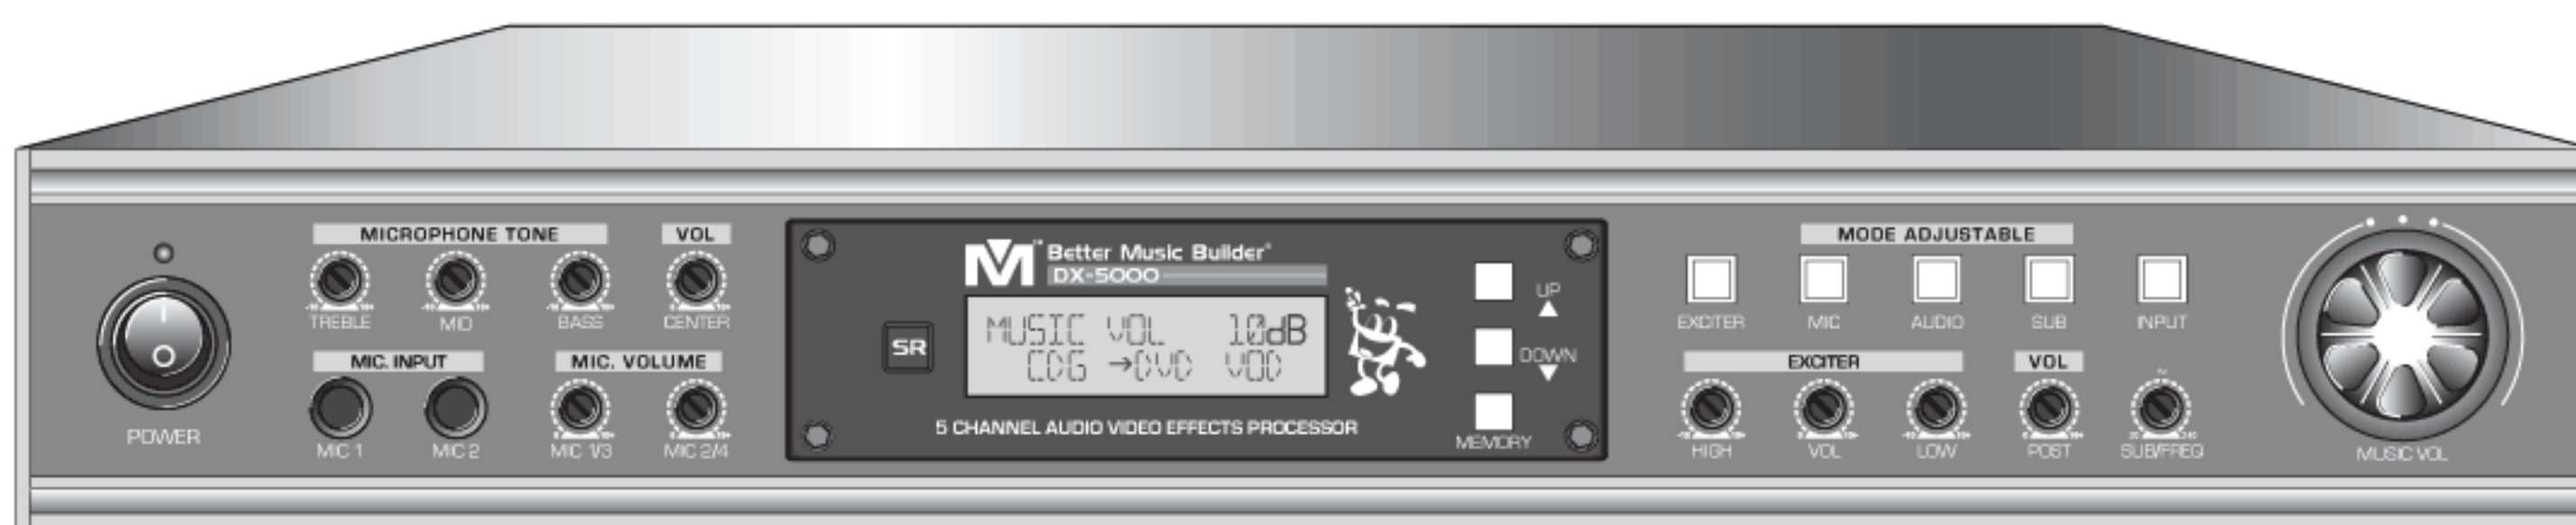 MICROPHONE TONE
VOL
TREBLE
MID
BASS
CENTER
MIC. INPUT
MIC. VOLUME
POWER
MIC 1
MIC 2
MIC 1/3
MIC 2/4
M™ Better Music Builder®
DX-5000
SR
MUSIC VOL 10dB
CDG →DVD VOD
5 CHANNEL AUDIO VIDEO EFFECTS PROCESSOR
UP
DOWN
MEMORY
MODE ADJUSTABLE
EXCITER
MIC
AUDIO
SUB
INPUT
EXCITER
VOL
HIGH
VOL
LOW
POST
SUB/FREQ
MUSIC VOL